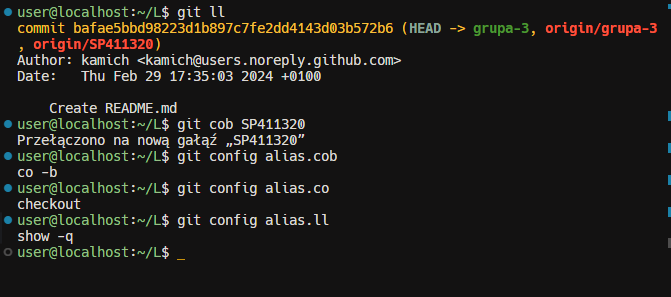 user@localhost:~/L$ git ll
commit bafae5bbd98223d1b897c7fe2dd4143d03b572b6 (HEAD -> grupa-3, origin/grupa-3
, origin/SP411320)
Author: kamich <kamich@users.noreply.github.com>
Date:   Thu Feb 29 17:35:03 2024 +0100
    Create README.md
user@localhost:~/L$ git cob SP411320
Przełączono na nową gałąź „SP411320”
user@localhost:~/L$ git config alias.cob
co -b
user@localhost:~/L$ git config alias.co
checkout
user@localhost:~/L$ git config alias.ll
show -q
user@localhost:~/L$ _